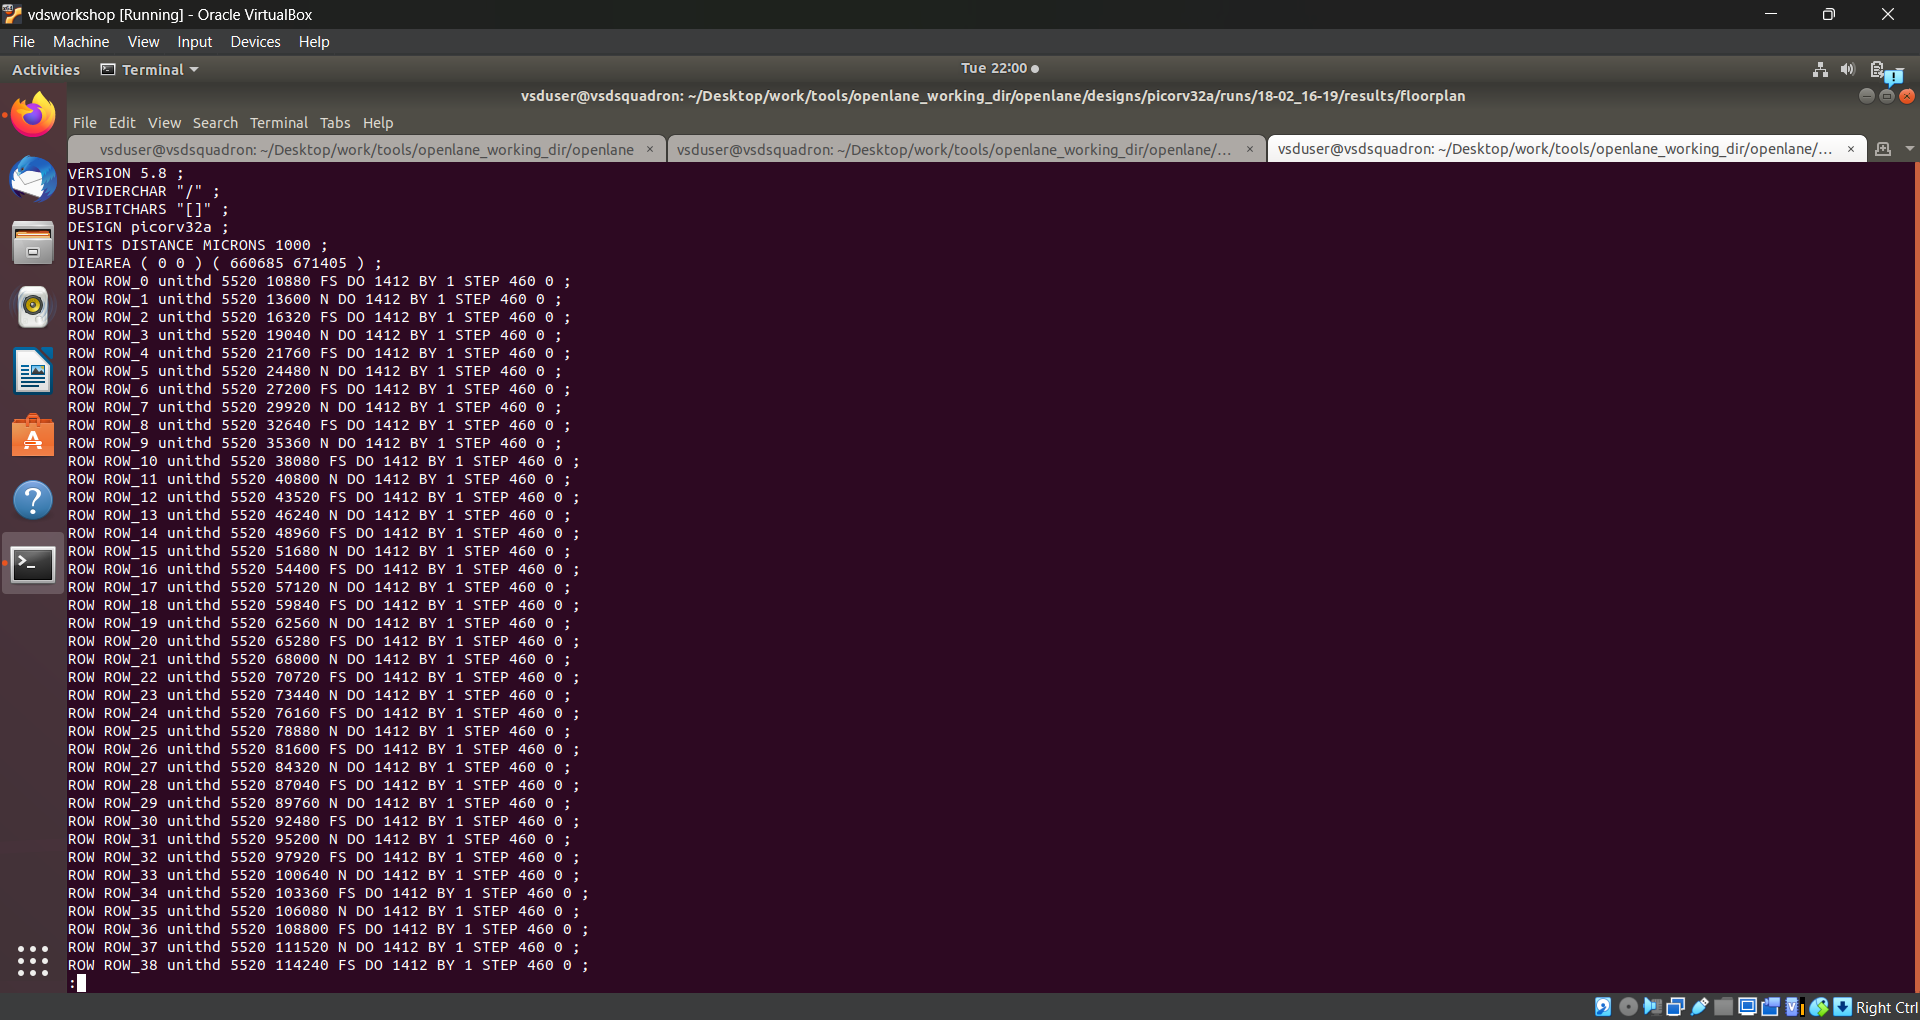 vdsworkshop [Running] - Oracle VirtualBox
File Machine View Input Devices Help
Activities Terminal Tue 22:00
vsduser@vsdsquadron: ~/Desktop/work/tools/openlane_working_dir/openlane/designs/picorv32a/runs/18-02_16-19/results/floorplan
File Edit View Search Terminal Tabs Help
vsduser@vsdsquadron: ~/Desktop/work/tools/openlane_working_dir/openlane × vsduser@vsdsquadron: ~/Desktop/work/tools/openlane_working_dir/openlane/... × vsduser@vsdsquadron: ~/Desktop/work/tools/openlane_working_dir/openlane/... ×
VERSION 5.8 ;
DIVIDERCHAR "/" ;
BUSBITCHARS "[]" ;
DESIGN picorv32a ;
UNITS DISTANCE MICRONS 1000 ;
DIEAREA ( 0 0 ) ( 660685 671405 ) ;
ROW ROW_0 unithd 5520 10880 FS DO 1412 BY 1 STEP 460 0 ;
ROW ROW_1 unithd 5520 13600 N DO 1412 BY 1 STEP 460 0 ;
ROW ROW_2 unithd 5520 16320 FS DO 1412 BY 1 STEP 460 0 ;
ROW ROW_3 unithd 5520 19040 N DO 1412 BY 1 STEP 460 0 ;
ROW ROW_4 unithd 5520 21760 FS DO 1412 BY 1 STEP 460 0 ;
ROW ROW_5 unithd 5520 24480 N DO 1412 BY 1 STEP 460 0 ;
ROW ROW_6 unithd 5520 27200 FS DO 1412 BY 1 STEP 460 0 ;
ROW ROW_7 unithd 5520 29920 N DO 1412 BY 1 STEP 460 0 ;
ROW ROW_8 unithd 5520 32640 FS DO 1412 BY 1 STEP 460 0 ;
ROW ROW_9 unithd 5520 35360 N DO 1412 BY 1 STEP 460 0 ;
ROW ROW_10 unithd 5520 38080 FS DO 1412 BY 1 STEP 460 0 ;
ROW ROW_11 unithd 5520 40800 N DO 1412 BY 1 STEP 460 0 ;
ROW ROW_12 unithd 5520 43520 FS DO 1412 BY 1 STEP 460 0 ;
ROW ROW_13 unithd 5520 46240 N DO 1412 BY 1 STEP 460 0 ;
ROW ROW_14 unithd 5520 48960 FS DO 1412 BY 1 STEP 460 0 ;
ROW ROW_15 unithd 5520 51680 N DO 1412 BY 1 STEP 460 0 ;
ROW ROW_16 unithd 5520 54400 FS DO 1412 BY 1 STEP 460 0 ;
ROW ROW_17 unithd 5520 57120 N DO 1412 BY 1 STEP 460 0 ;
ROW ROW_18 unithd 5520 59840 FS DO 1412 BY 1 STEP 460 0 ;
ROW ROW_19 unithd 5520 62560 N DO 1412 BY 1 STEP 460 0 ;
ROW ROW_20 unithd 5520 65280 FS DO 1412 BY 1 STEP 460 0 ;
ROW ROW_21 unithd 5520 68000 N DO 1412 BY 1 STEP 460 0 ;
ROW ROW_22 unithd 5520 70720 FS DO 1412 BY 1 STEP 460 0 ;
ROW ROW_23 unithd 5520 73440 N DO 1412 BY 1 STEP 460 0 ;
ROW ROW_24 unithd 5520 76160 FS DO 1412 BY 1 STEP 460 0 ;
ROW ROW_25 unithd 5520 78880 N DO 1412 BY 1 STEP 460 0 ;
ROW ROW_26 unithd 5520 81600 FS DO 1412 BY 1 STEP 460 0 ;
ROW ROW_27 unithd 5520 84320 N DO 1412 BY 1 STEP 460 0 ;
ROW ROW_28 unithd 5520 87040 FS DO 1412 BY 1 STEP 460 0 ;
ROW ROW_29 unithd 5520 89760 N DO 1412 BY 1 STEP 460 0 ;
ROW ROW_30 unithd 5520 92480 FS DO 1412 BY 1 STEP 460 0 ;
ROW ROW_31 unithd 5520 95200 N DO 1412 BY 1 STEP 460 0 ;
ROW ROW_32 unithd 5520 97920 FS DO 1412 BY 1 STEP 460 0 ;
ROW ROW_33 unithd 5520 100640 N DO 1412 BY 1 STEP 460 0 ;
ROW ROW_34 unithd 5520 103360 FS DO 1412 BY 1 STEP 460 0 ;
ROW ROW_35 unithd 5520 106080 N DO 1412 BY 1 STEP 460 0 ;
ROW ROW_36 unithd 5520 108800 FS DO 1412 BY 1 STEP 460 0 ;
ROW ROW_37 unithd 5520 111520 N DO 1412 BY 1 STEP 460 0 ;
ROW ROW_38 unithd 5520 114240 FS DO 1412 BY 1 STEP 460 0 ;
:
Right Ctrl